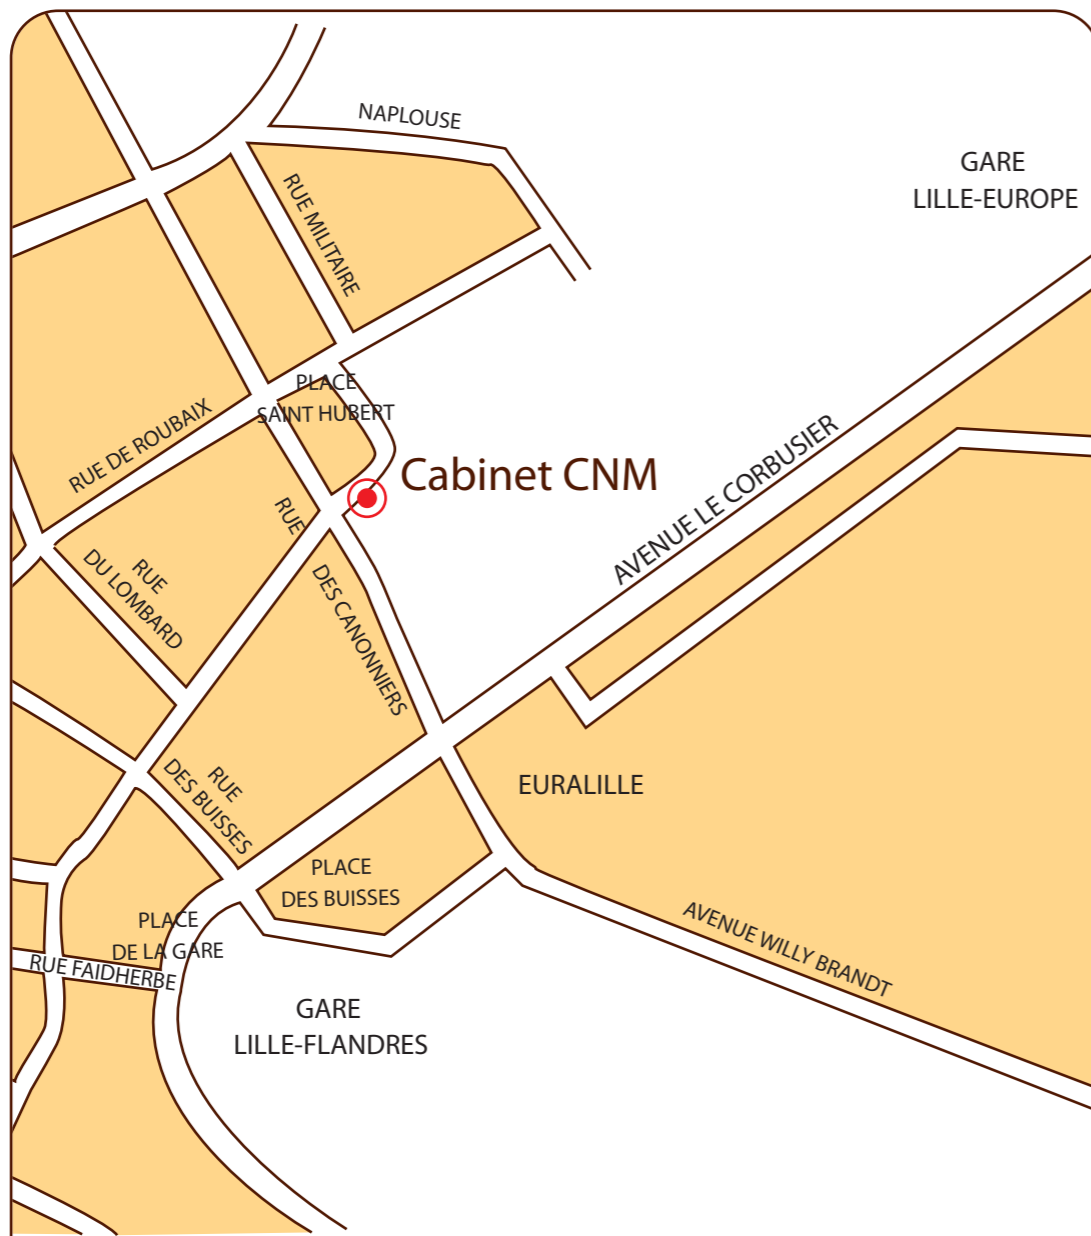 NAPLOUSE
GARE
LILLE-EUROPE
RUE MILITAIRE
PLACE
SAINT HUBERT
RUE DE ROUBAIX
Cabinet CNM
AVENUE LE CORBUSIER
RUE
DES CANONNIERS
RUE
DU LOMBARD
RUE
DES BUISSES
EURALILLE
PLACE
DES BUISSES
PLACE
DE LA GARE
AVENUE WILLY BRANDT
RUE FAIDHERBE
GARE
LILLE-FLANDRES